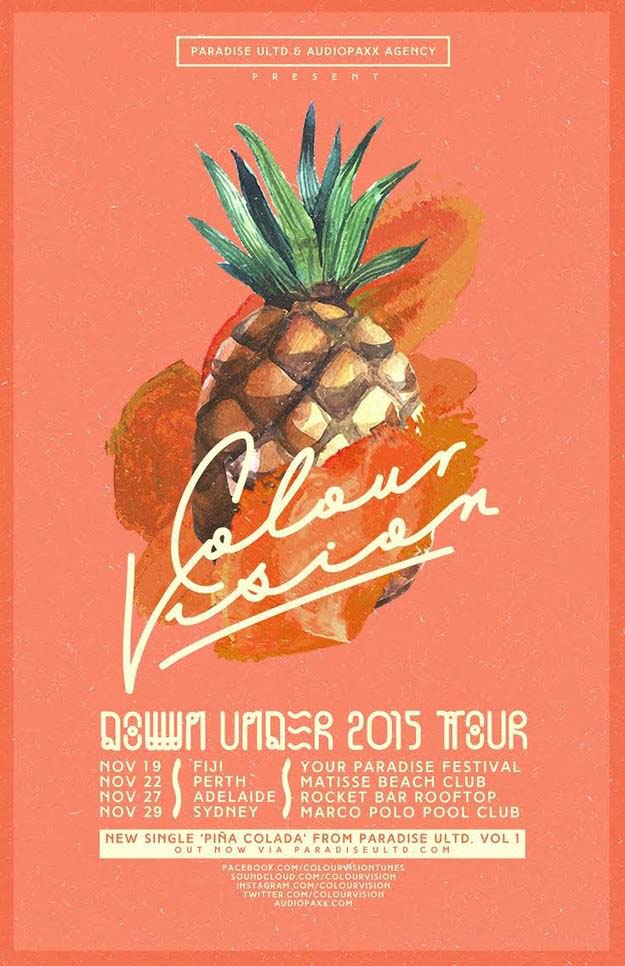 PARADISE ULTD & AUDIOPAXX AGENCY
PRESENT
Colour
Vision
DOWN UNDER 2015 TOUR
NOV 19 FIJI YOUR PARADISE FESTIVAL
NOV 22 PERTH MATISSE BEACH CLUB
NOV 27 ADELAIDE ROCKET BAR ROOFTOP
NOV 29 SYDNEY MARCO POLO POOL CLUB
NEW SINGLE 'PIÑA COLADA' FROM PARADISE ULTD. VOL 1
OUT NOW VIA PARADISEULTD.COM
FACEBOOK.COM/COLOURVISIONTUNES
SOUNDCLOUD.COM/COLOURVISION
INSTAGRAM.COM/COLOURVISION
TWITTER.COM/COLOURVISION
AUDIOPAXX.COM